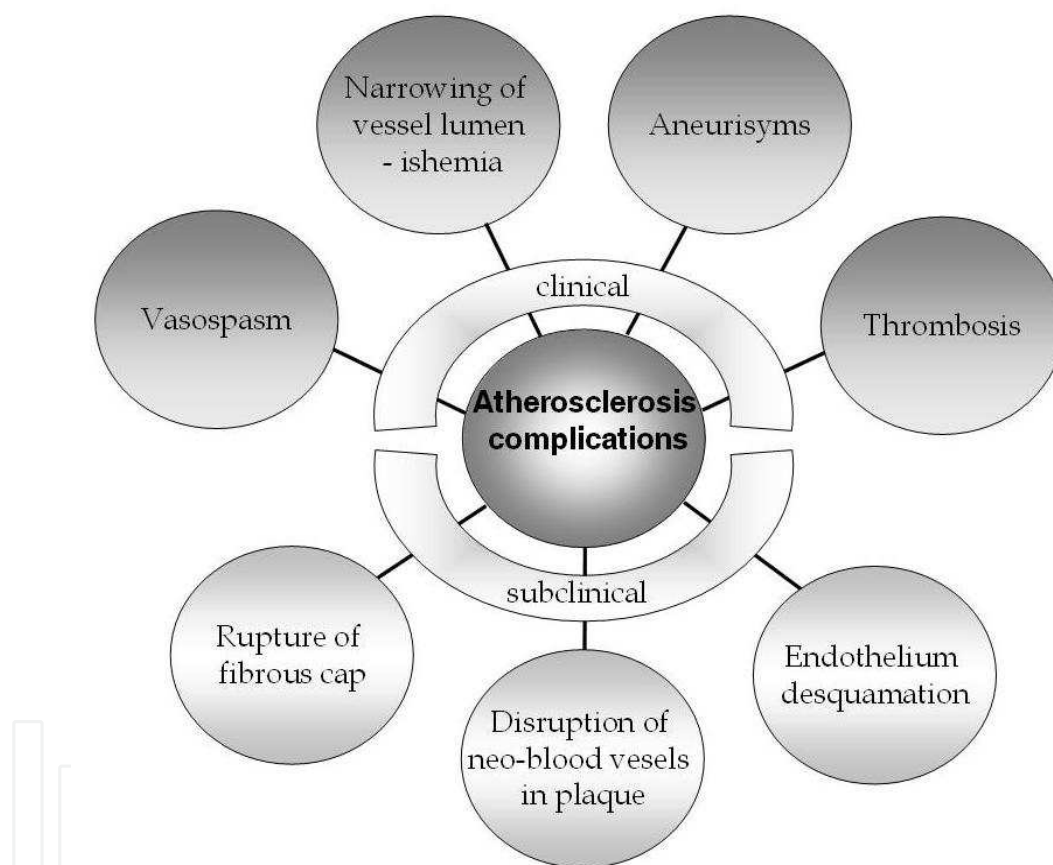 Narrowing of
vessel lumen
- ishemia
Aneurisyms
Vasospasm
clinical
Thrombosis
Atherosclerosis
complications
subclinical
Rupture of
fibrous cap
Disruption of
neo-blood vesels
in plaque
Endothelium
desquamation